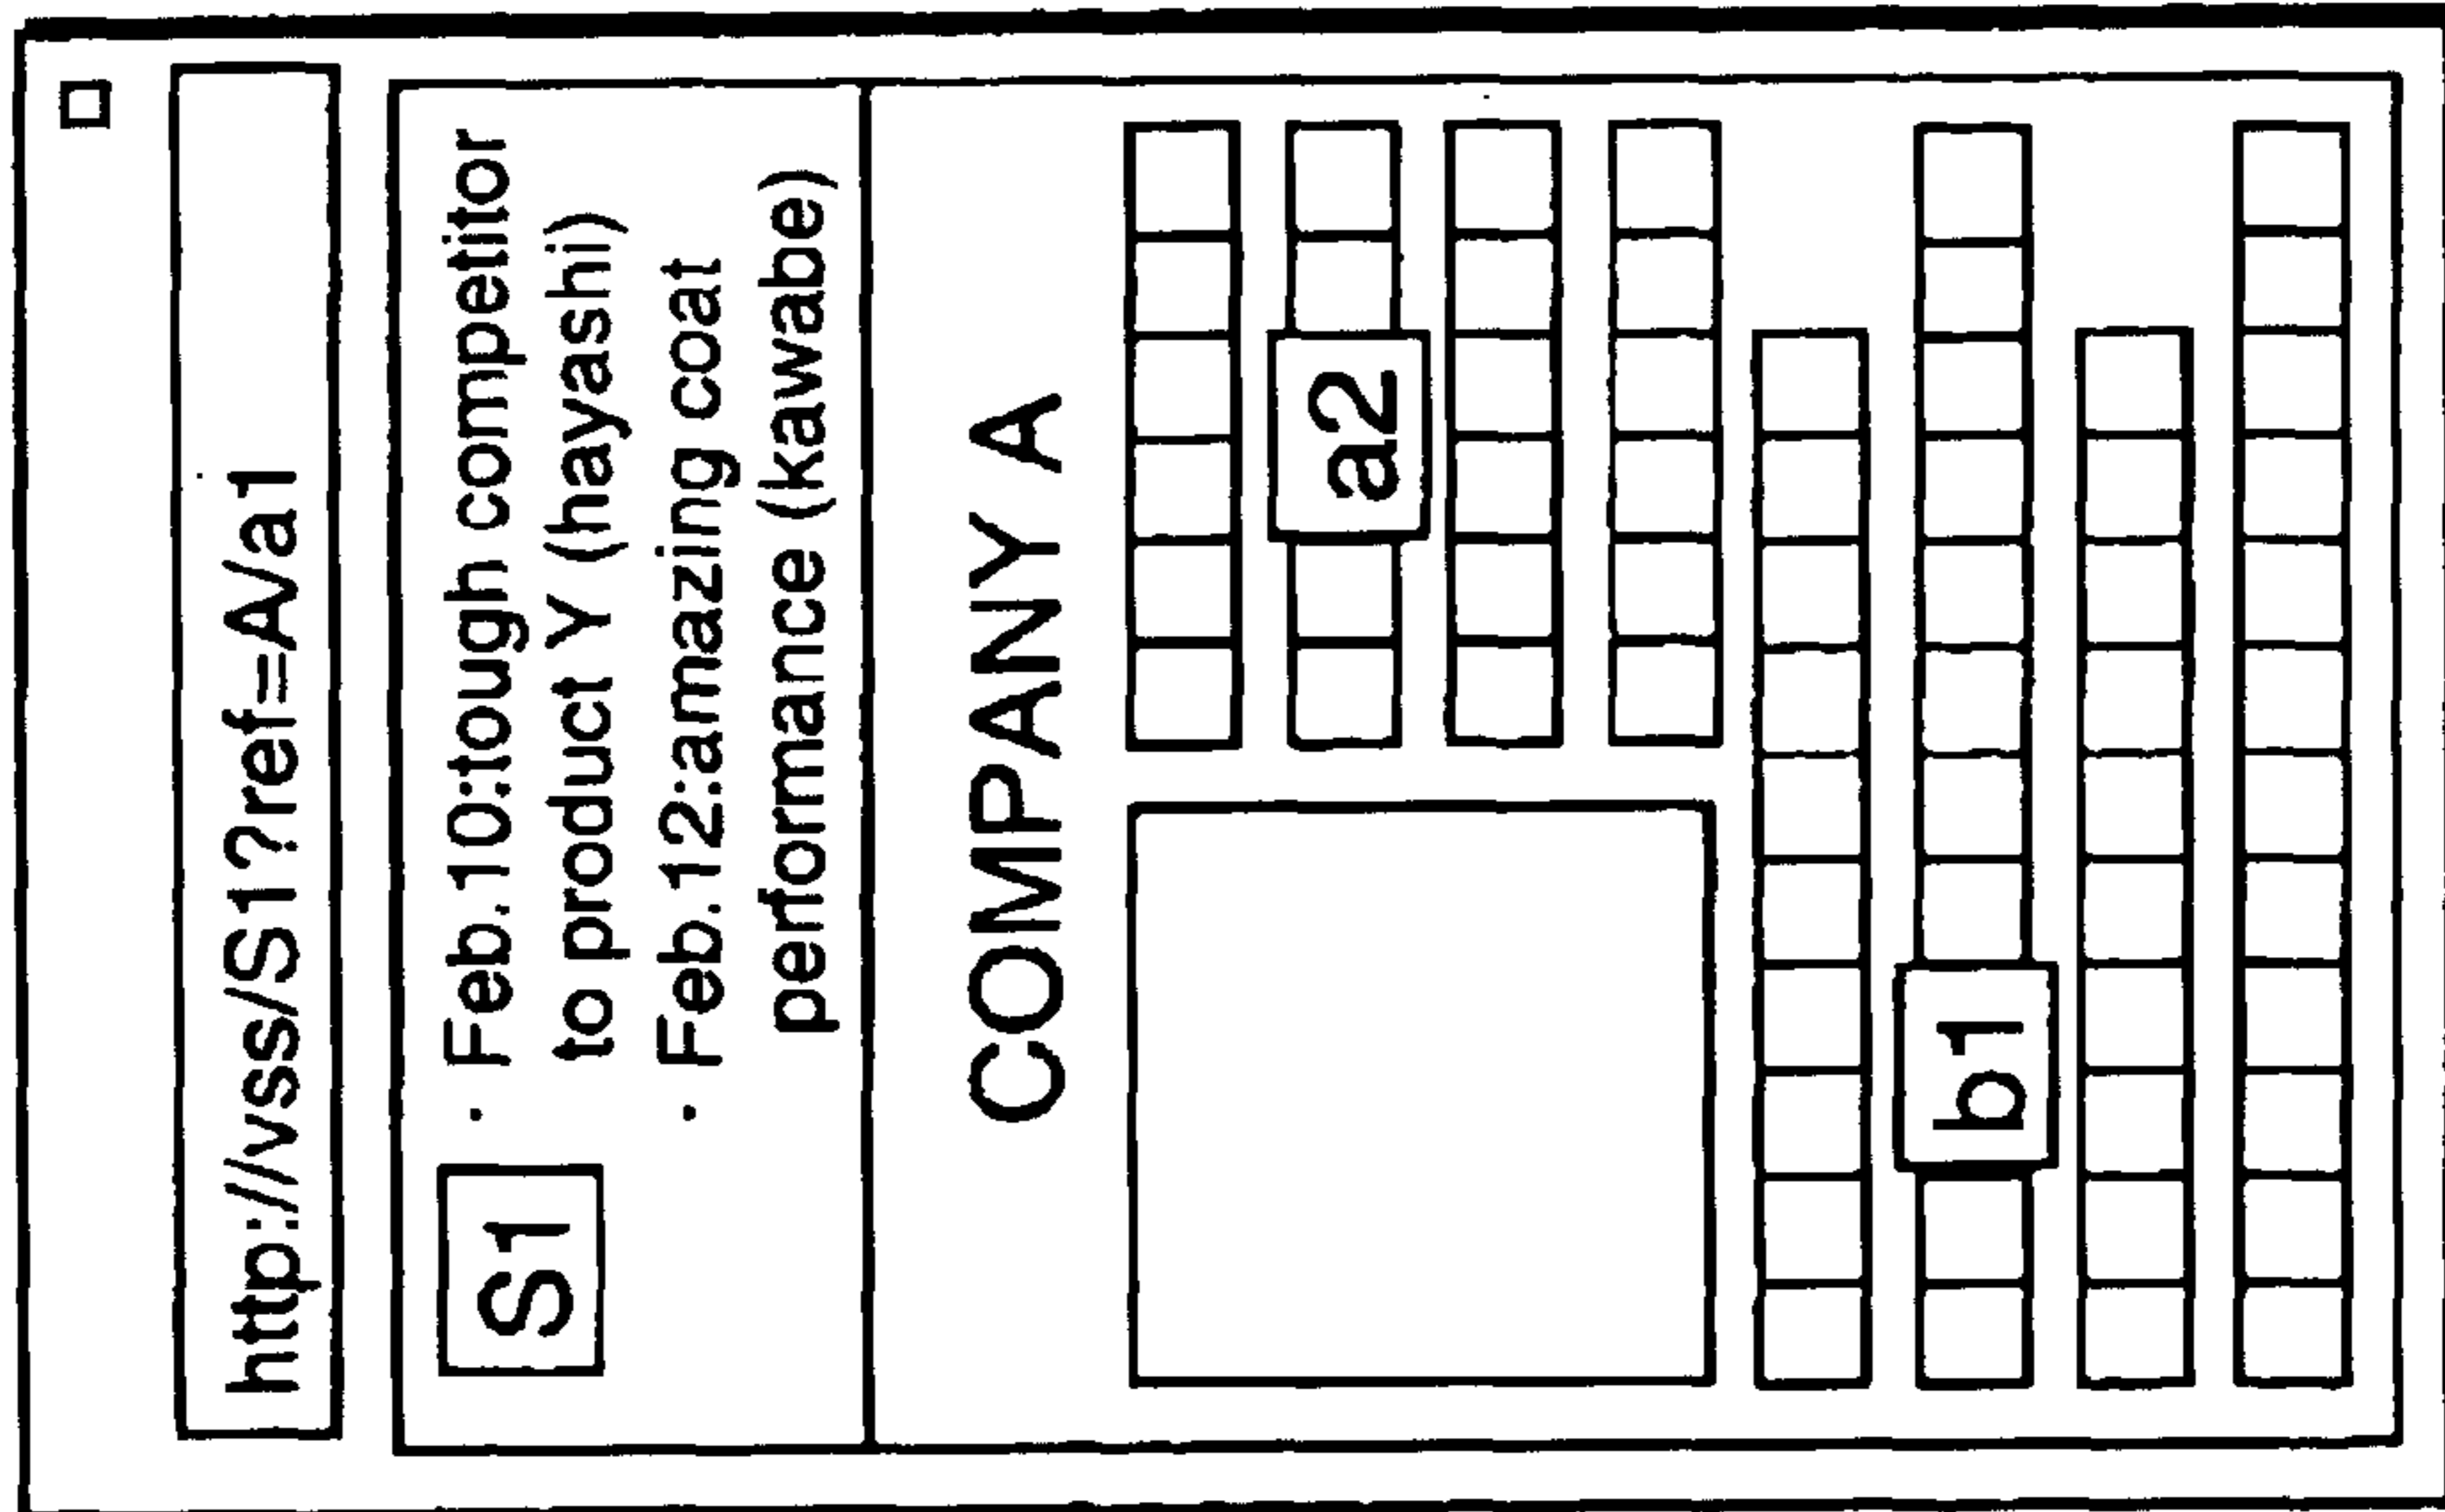 http://vss/S1?ref=A/a1
S1
· Feb.10:tough competitor
to product Y (hayashi)
· Feb.12:amazing coat
performance (kawabe)
COMPANY A
a2
b1